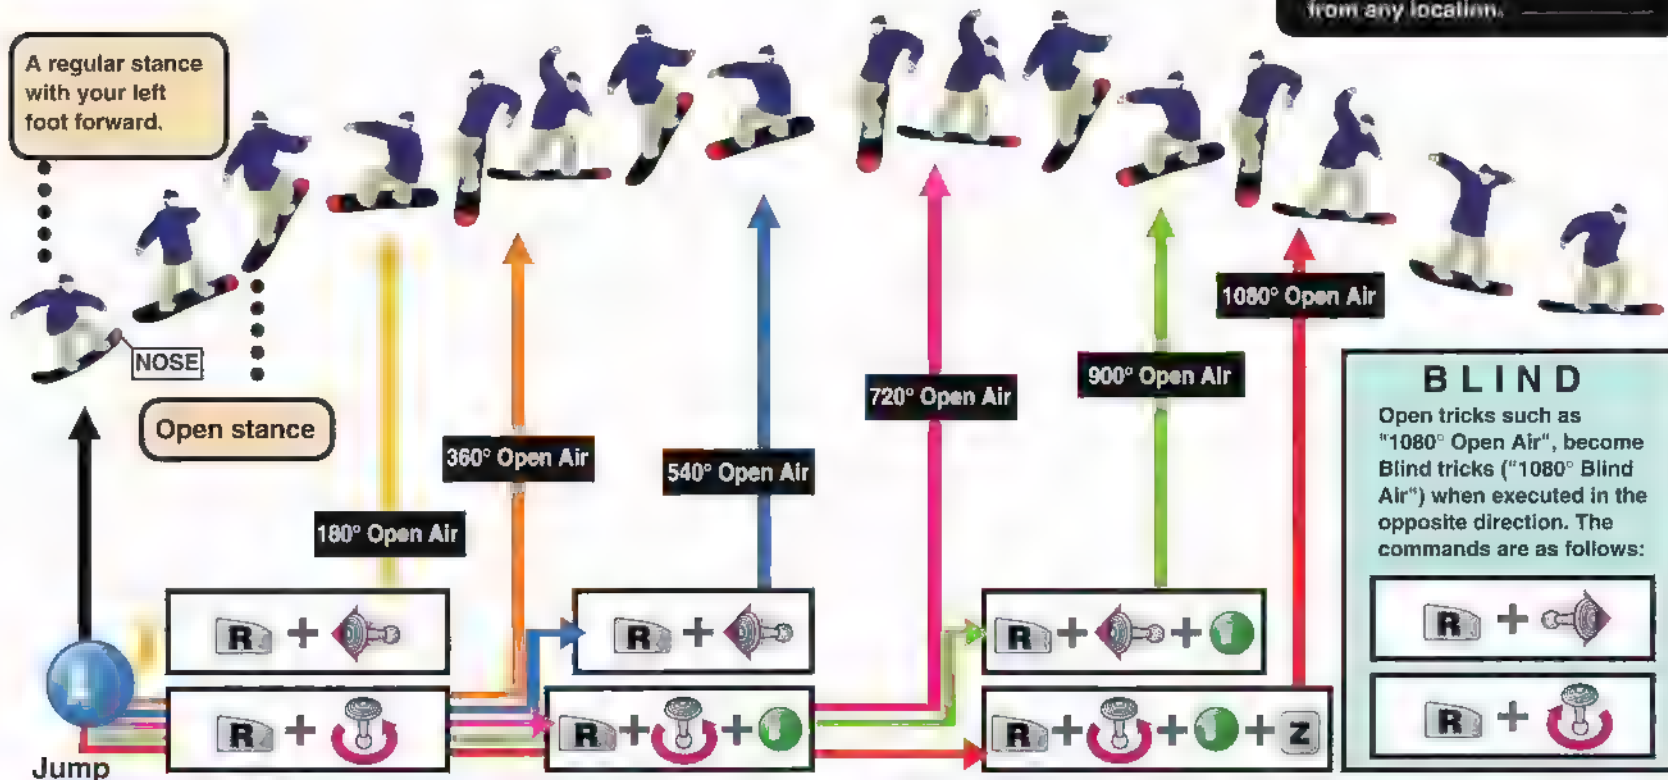 from any location.
A regular stance
with your left
foot forward.
NOSE
Open stance
180° Open Air
360° Open Air
540° Open Air
720° Open Air
900° Open Air
1080° Open Air
BLIND
Open tricks such as
"1080° Open Air", become
Blind tricks ("1080° Blind
Air") when executed in the
opposite direction. The
commands are as follows:
R +
R +
R + +
R + + + Z
R +
R + +
R +
R +
Jump